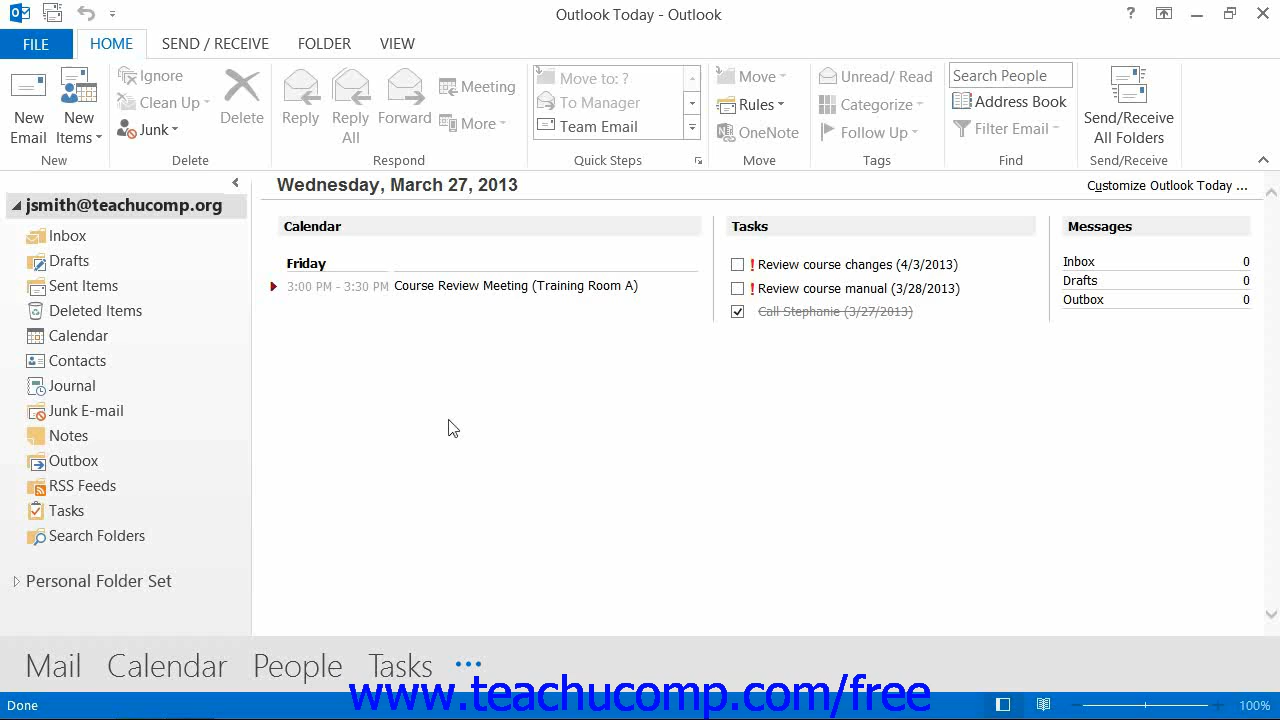 Outlook Today - Outlook
?
FILE
HOME
SEND / RECEIVE
FOLDER
VIEW
New Email
New Items
New
Ignore
Clean Up
Junk
Delete
Delete
Reply
Reply All
Forward
Meeting
More
Respond
Move to: ?
To Manager
Team Email
Quick Steps
Move
Rules
OneNote
Move
Unread/ Read
Categorize
Follow Up
Tags
Search People
Address Book
Filter Email
Find
Send/Receive All Folders
Send/Receive
jsmith@teachucomp.org
Inbox
Drafts
Sent Items
Deleted Items
Calendar
Contacts
Journal
Junk E-mail
Notes
Outbox
RSS Feeds
Tasks
Search Folders
Personal Folder Set
Wednesday, March 27, 2013
Customize Outlook Today ...
Calendar
Friday
3:00 PM - 3:30 PM Course Review Meeting (Training Room A)
Tasks
! Review course changes (4/3/2013)
! Review course manual (3/28/2013)
Call Stephanie (3/27/2013)
Messages
Inbox 0
Drafts 0
Outbox 0
Mail Calendar People Tasks ...
www.teachucomp.com/free
Done
100%